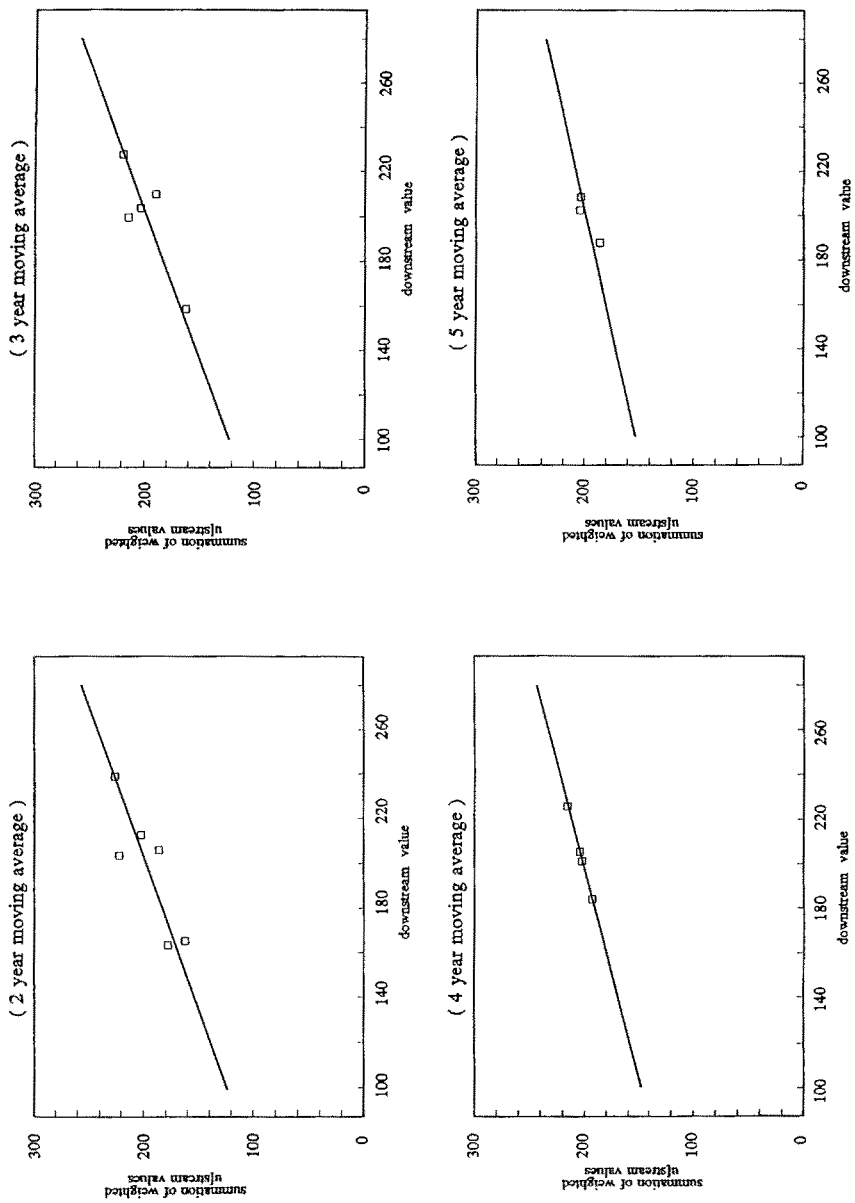 ( 2 year moving average )
300
200
100
0
summation of weighted
u[stream values
100
140
180
220
260
downstream value
( 3 year moving average )
300
200
100
0
summation of weighted
u[stream values
100
140
180
220
260
downstream value
( 4 year moving average )
300
200
100
0
summation of weighted
u[stream values
100
140
180
220
260
downstream value
( 5 year moving average )
300
200
100
0
summation of weighted
u[stream values
100
140
180
220
260
downstream value